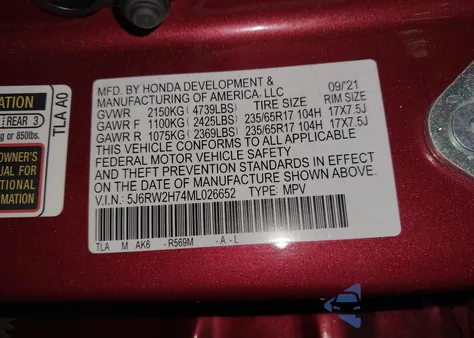 MFD. BY HONDA DEVELOPMENT & MANUFACTURING OF AMERICA, LLC 09/21
GVWR 2150KG ( 4739LBS) TIRE SIZE RIM SIZE
GAWR F 1100KG ( 2425LBS) 235/65R17 104H 17X7.5J
GAWR R 1075KG ( 2369LBS) 235/65R17 104H 17X7.5J
THIS VEHICLE CONFORMS TO ALL APPLICABLE
FEDERAL MOTOR VEHICLE SAFETY
AND THEFT PREVENTION STANDARDS IN EFFECT
ON THE DATE OF MANUFACTURE SHOWN ABOVE.
V.I.N.: 5J6RW2H74ML026652 TYPE: MPV
TLA M AK6 - R569M - A - L
ATION
REAR 3
g or 850lbs.
OWNER'S
UAL FOR
TIONAL
TLA A0